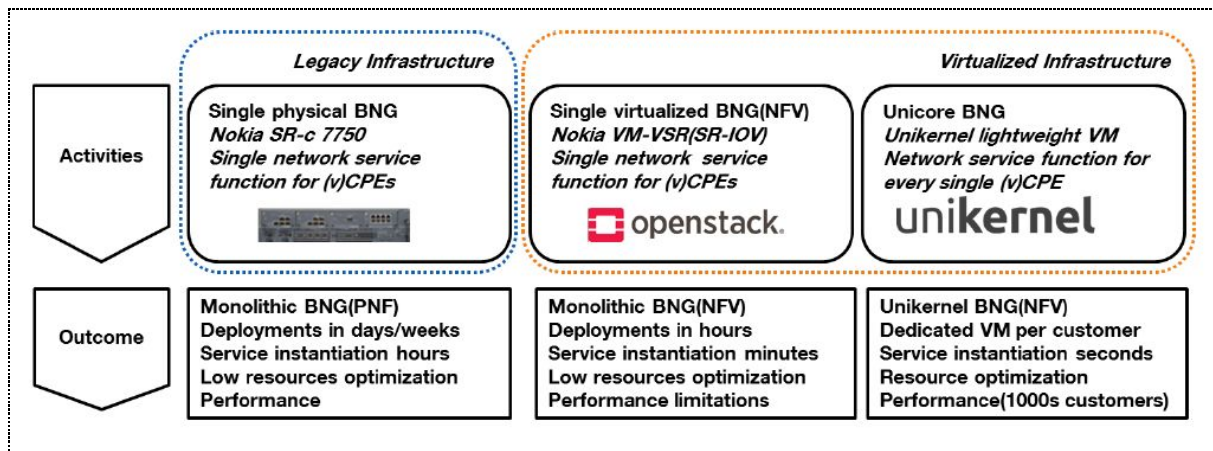 Legacy Infrastructure
Virtualized Infrastructure
Activities
Single physical BNG
Nokia SR-c 7750
Single network service
function for (v)CPEs
Single virtualized BNG(NFV)
Nokia VM-VSR(SR-IOV)
Single network service
function for (v)CPEs
openstack.
Unicore BNG
Unikernel lightweight VM
Network service function for
every single (v)CPE
unikernel
Outcome
Monolithic BNG(PNF)
Deployments in days/weeks
Service instantiation hours
Low resources optimization
Performance
Monolithic BNG(NFV)
Deployments in hours
Service instantiation minutes
Low resources optimization
Performance limitations
Unikernel BNG(NFV)
Dedicated VM per customer
Service instantiation seconds
Resource optimization
Performance(1000s customers)